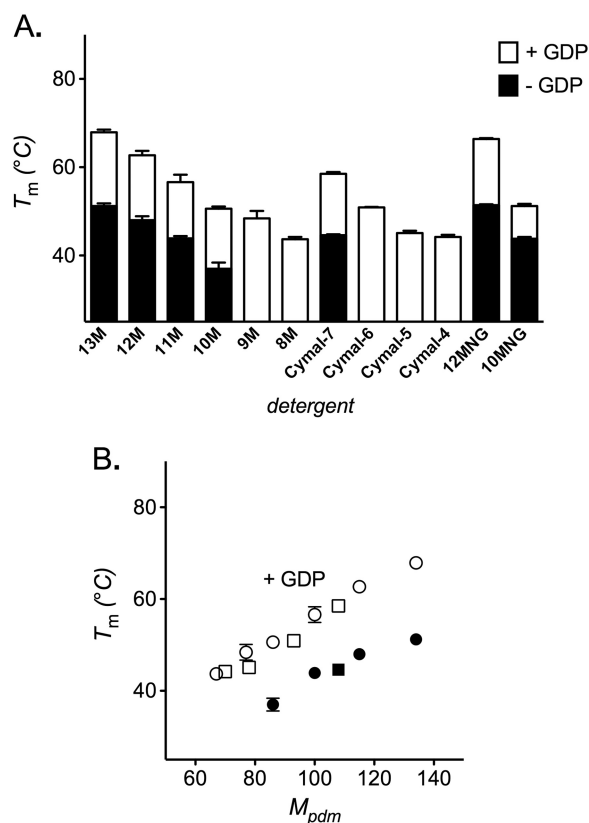 A.
+ GDP
- GDP
80
60
40
Tm (°C)
13M 12M 11M 10M 9M 8M Cymal-7 Cymal-6 Cymal-5 Cymal-4 12MNG 10MNG
detergent
B.
80
60
40
Tm (°C)
+ GDP
60 80 100 120 140
Mpdm